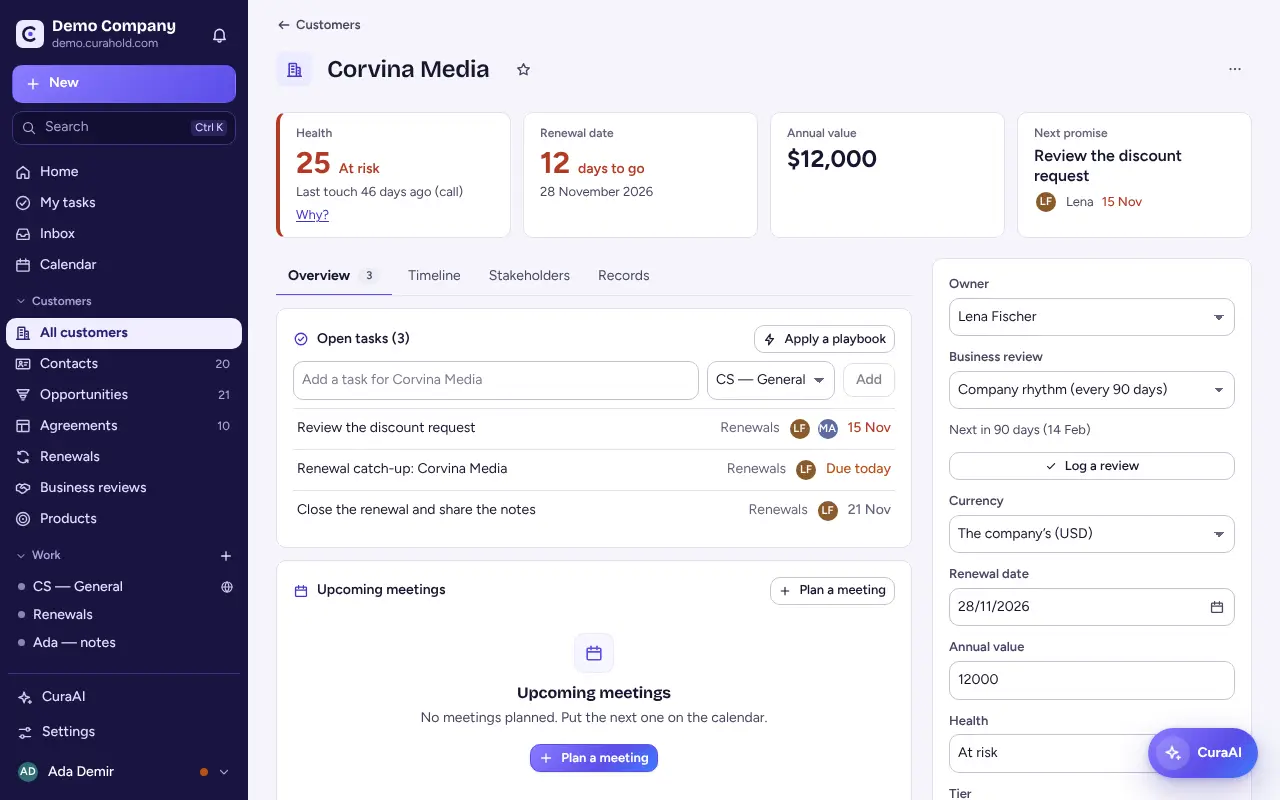 Demo Company
demo.curahold.com
New
Search
Ctrl K
Home
My tasks
Inbox
Calendar
Customers
All customers
Contacts 20
Opportunities 21
Agreements 10
Renewals
Business reviews
Products
Work
CS — General
Renewals
Ada — notes
CuraAI
Settings
AD Ada Demir
Customers
Corvina Media
Health
25 At risk
Last touch 46 days ago (call)
Why?
Renewal date
12 days to go
28 November 2026
Annual value
$12,000
Next promise
Review the discount
request
LF Lena 15 Nov
Overview 3
Timeline
Stakeholders
Records
Open tasks (3)
Apply a playbook
Add a task for Corvina Media
CS — General
Add
Review the discount request Renewals LF MA 15 Nov
Renewal catch-up: Corvina Media Renewals LF Due today
Close the renewal and share the notes Renewals LF 21 Nov
Upcoming meetings
Plan a meeting
Upcoming meetings
No meetings planned. Put the next one on the calendar.
Plan a meeting
Owner
Lena Fischer
Business review
Company rhythm (every 90 days)
Next in 90 days (14 Feb)
Log a review
Currency
The company's (USD)
Renewal date
28/11/2026
Annual value
12000
Health
At risk
Tier
CuraAI